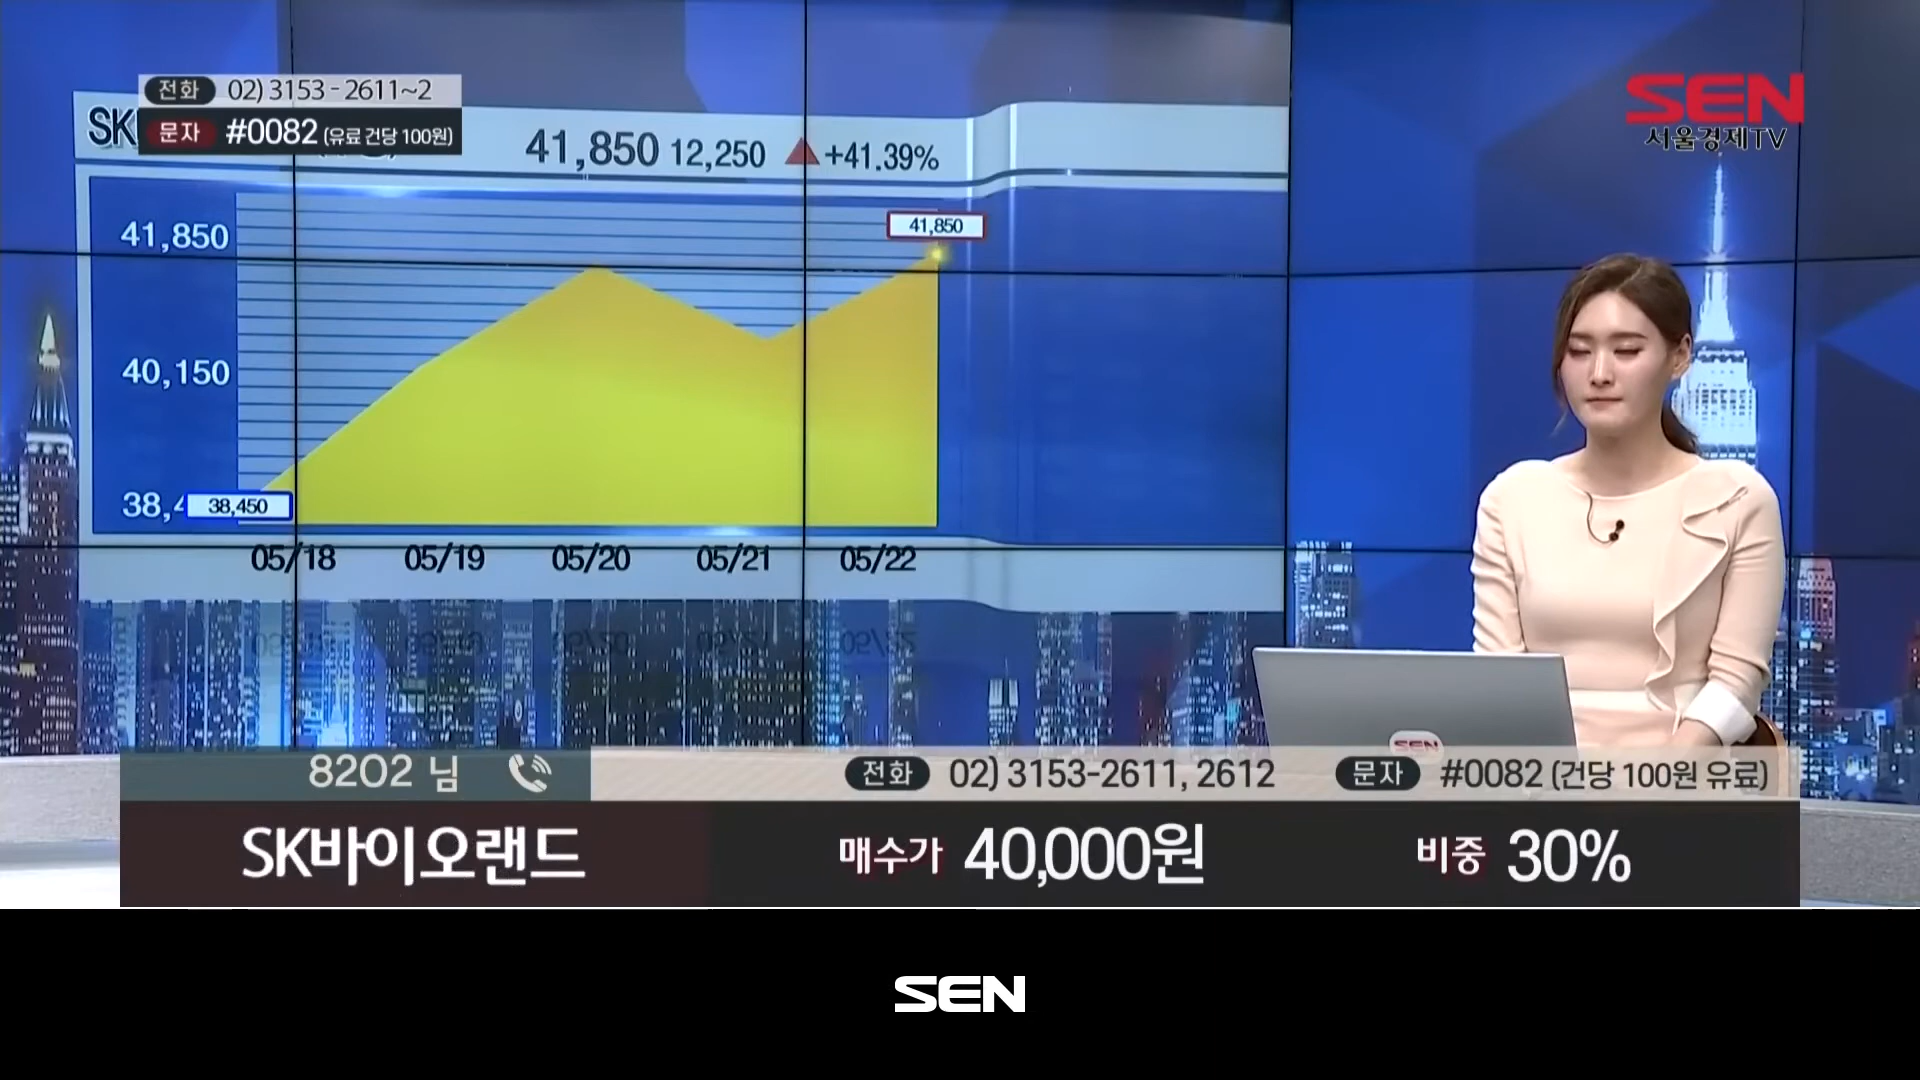 전화 02) 3153-2611~2
문자 #0082 (유료 건당 100원)
SEN
서울경제TV
SK
41,850 12,250 ▲ +41.39%
41,850
41,850
40,150
38,4
38,450
05/18 05/19 05/20 05/21 05/22
SEN
8202 님
전화 02) 3153-2611, 2612
문자 #0082 (건당 100원 유료)
SK바이오랜드
매수가 40,000원
비중 30%
SEN